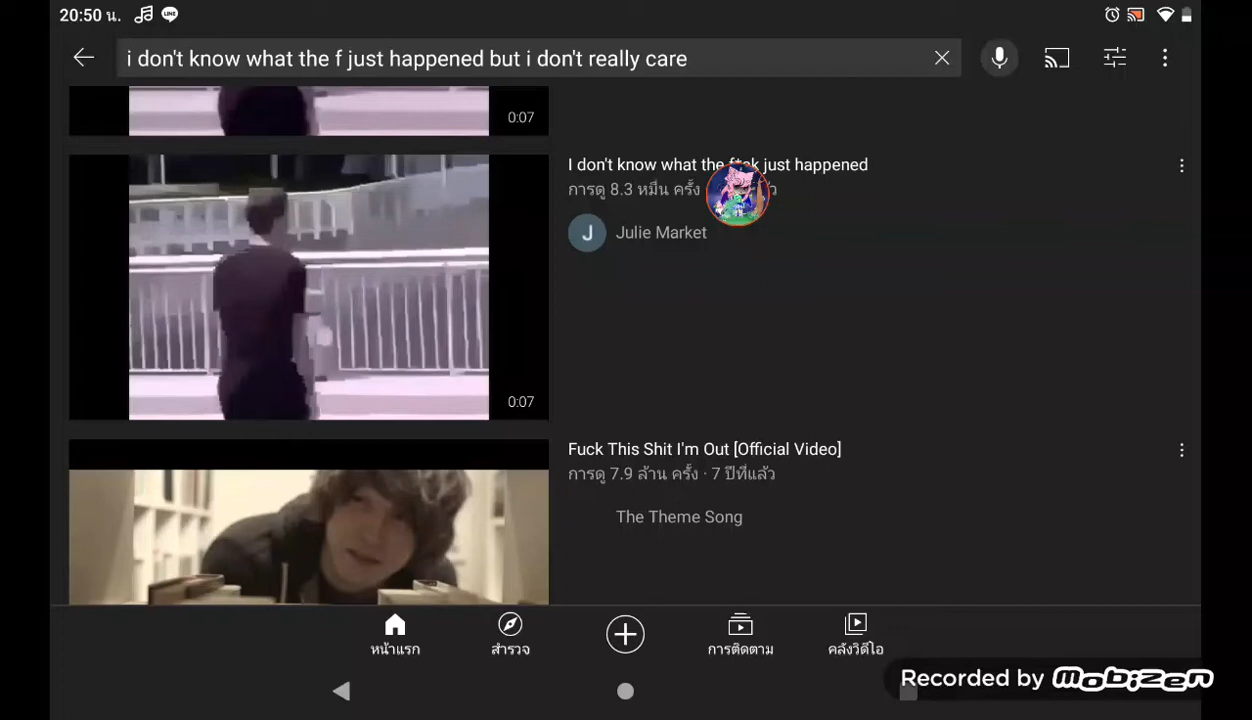 20:50 น.
i don't know what the f just happened but i don't really care
0:07
I don't know what the f*ck just happened
การดู 8.3 หมื่น ครั้ง
J
Julie Market
0:07
Fuck This Shit I'm Out [Official Video]
การดู 7.9 ล้าน ครั้ง · 7 ปีที่แล้ว
The Theme Song
หน้าแรก
สำรวจ
การติดตาม
คลังวิดีโอ
Recorded by Mobizen